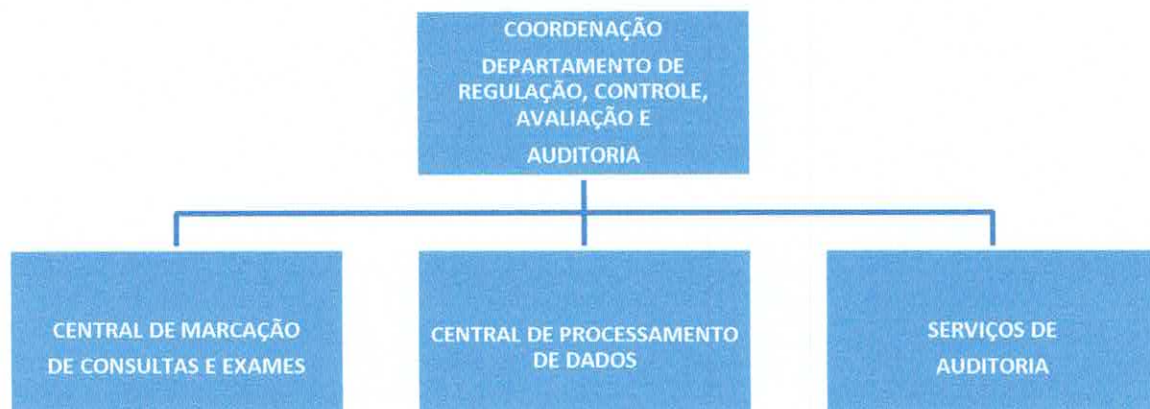 COORDENAÇÃO
DEPARTAMENTO DE
REGULAÇÃO, CONTROLE,
AVALIAÇÃO E
AUDITORIA
CENTRAL DE MARCAÇÃO
DE CONSULTAS E EXAMES
CENTRAL DE PROCESSAMENTO
DE DADOS
SERVIÇOS DE
AUDITORIA